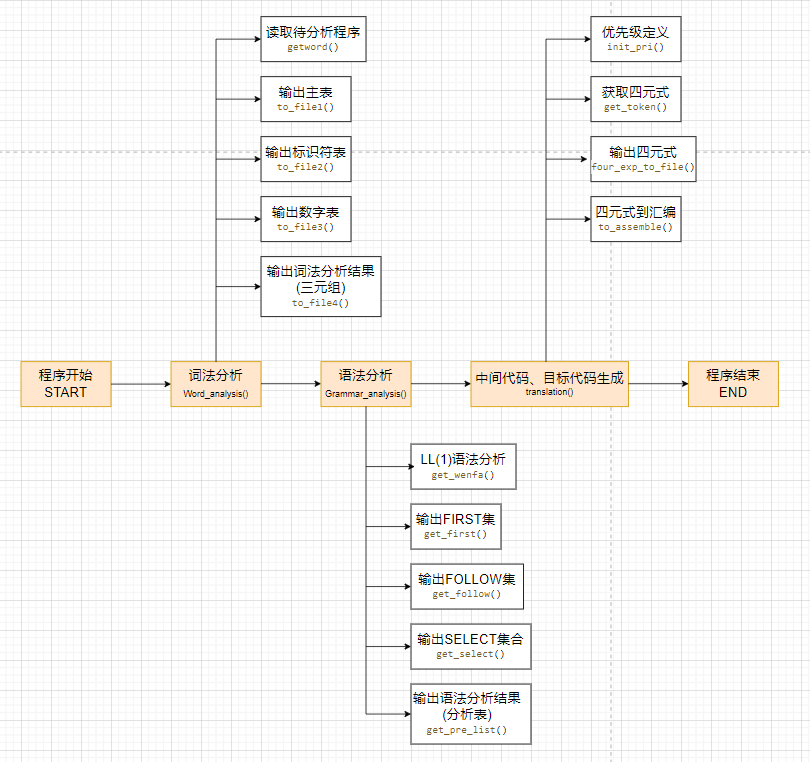 读取待分析程序
getword()
输出主表
to_file1()
输出标识符表
to_file2()
输出数字表
to_file3()
输出词法分析结果
(三元组)
to_file4()
优先级定义
init_pri()
获取四元式
get_token()
输出四元式
four_exp_to_file()
四元式到汇编
to_assemble()
程序开始
START
词法分析
Word_analysis()
语法分析
Grammar_analysis()
中间代码、目标代码生成
translation()
程序结束
END
LL(1)语法分析
get_wenfa()
输出FIRST集
get_first()
输出FOLLOW集
get_follow()
输出SELECT集合
get_select()
输出语法分析结果
(分析表)
get_pre_list()